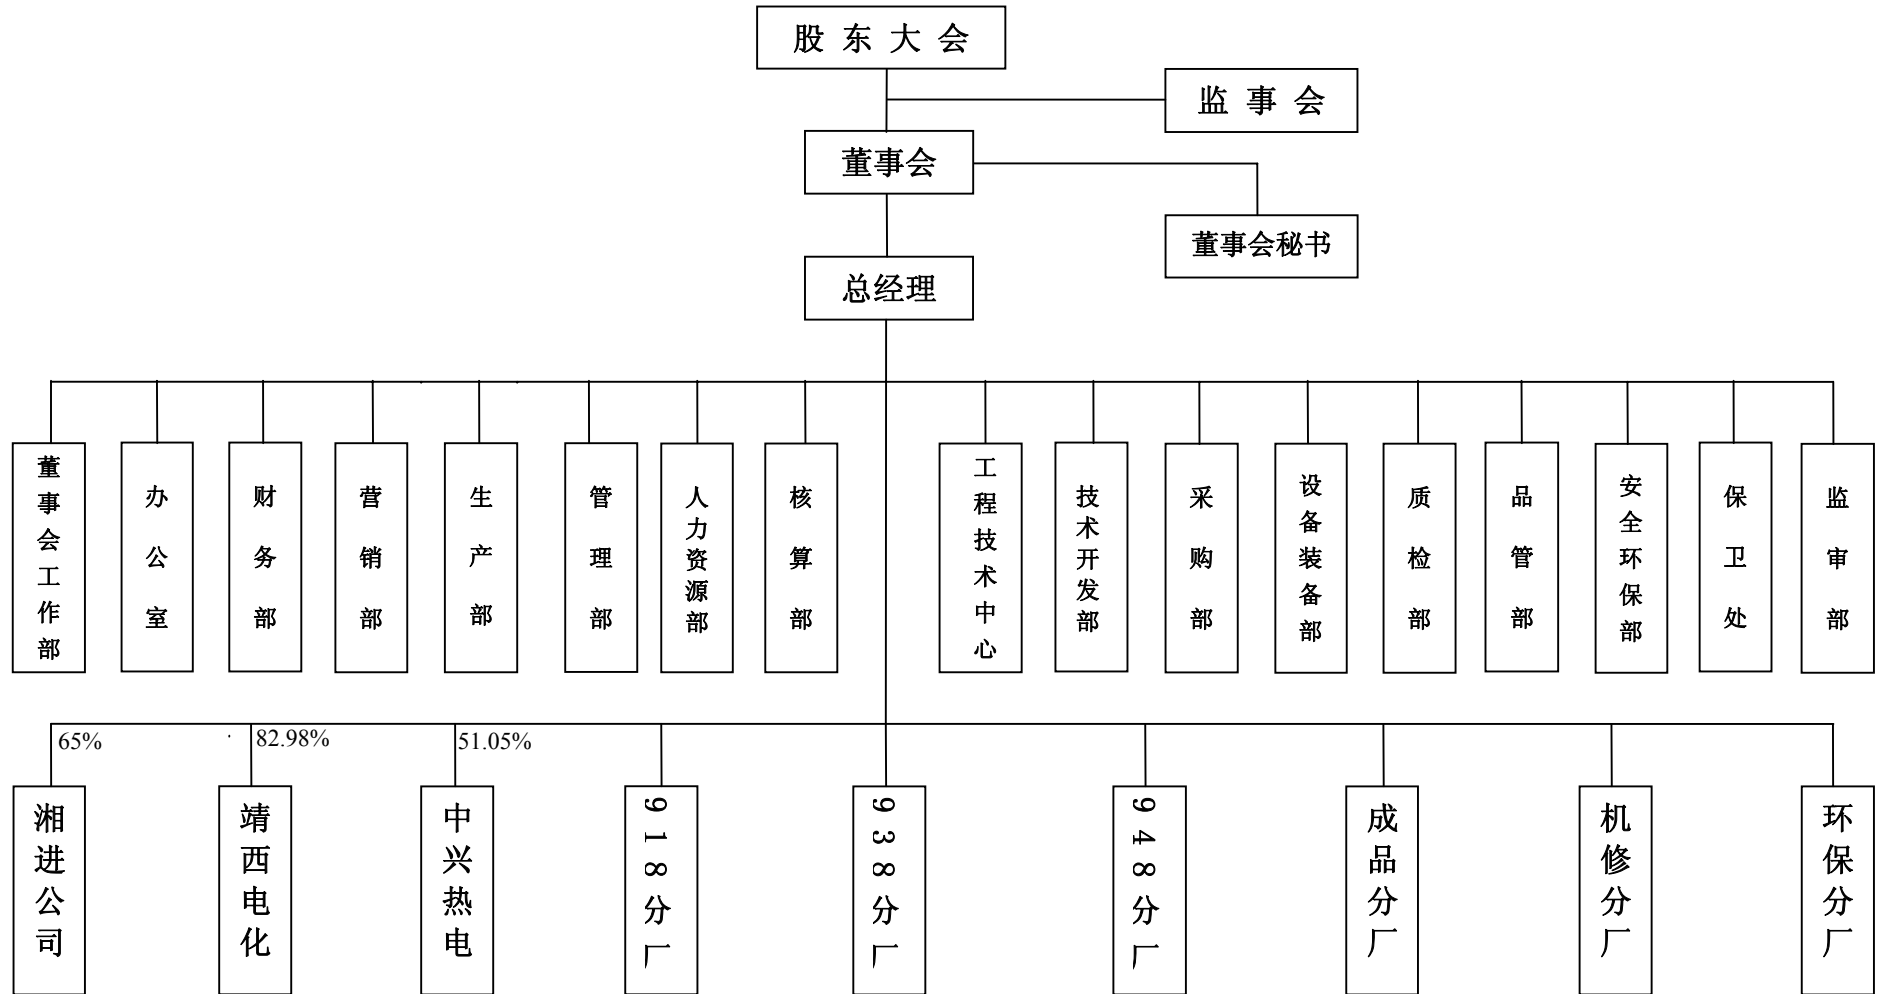 股东大会
监事会
董事会
董事会秘书
总经理
董事会工作部
办公室
财务部
营销部
生产部
管理部
人力资源部
核算部
工程技术中心
技术开发部
采购部
设备装备部
质检部
品管部
安全环保部
保卫处
监审部
65%
82.98%
51.05%
湘进公司
靖西电化
中兴热电
918分厂
938分厂
948分厂
成品分厂
机修分厂
环保分厂